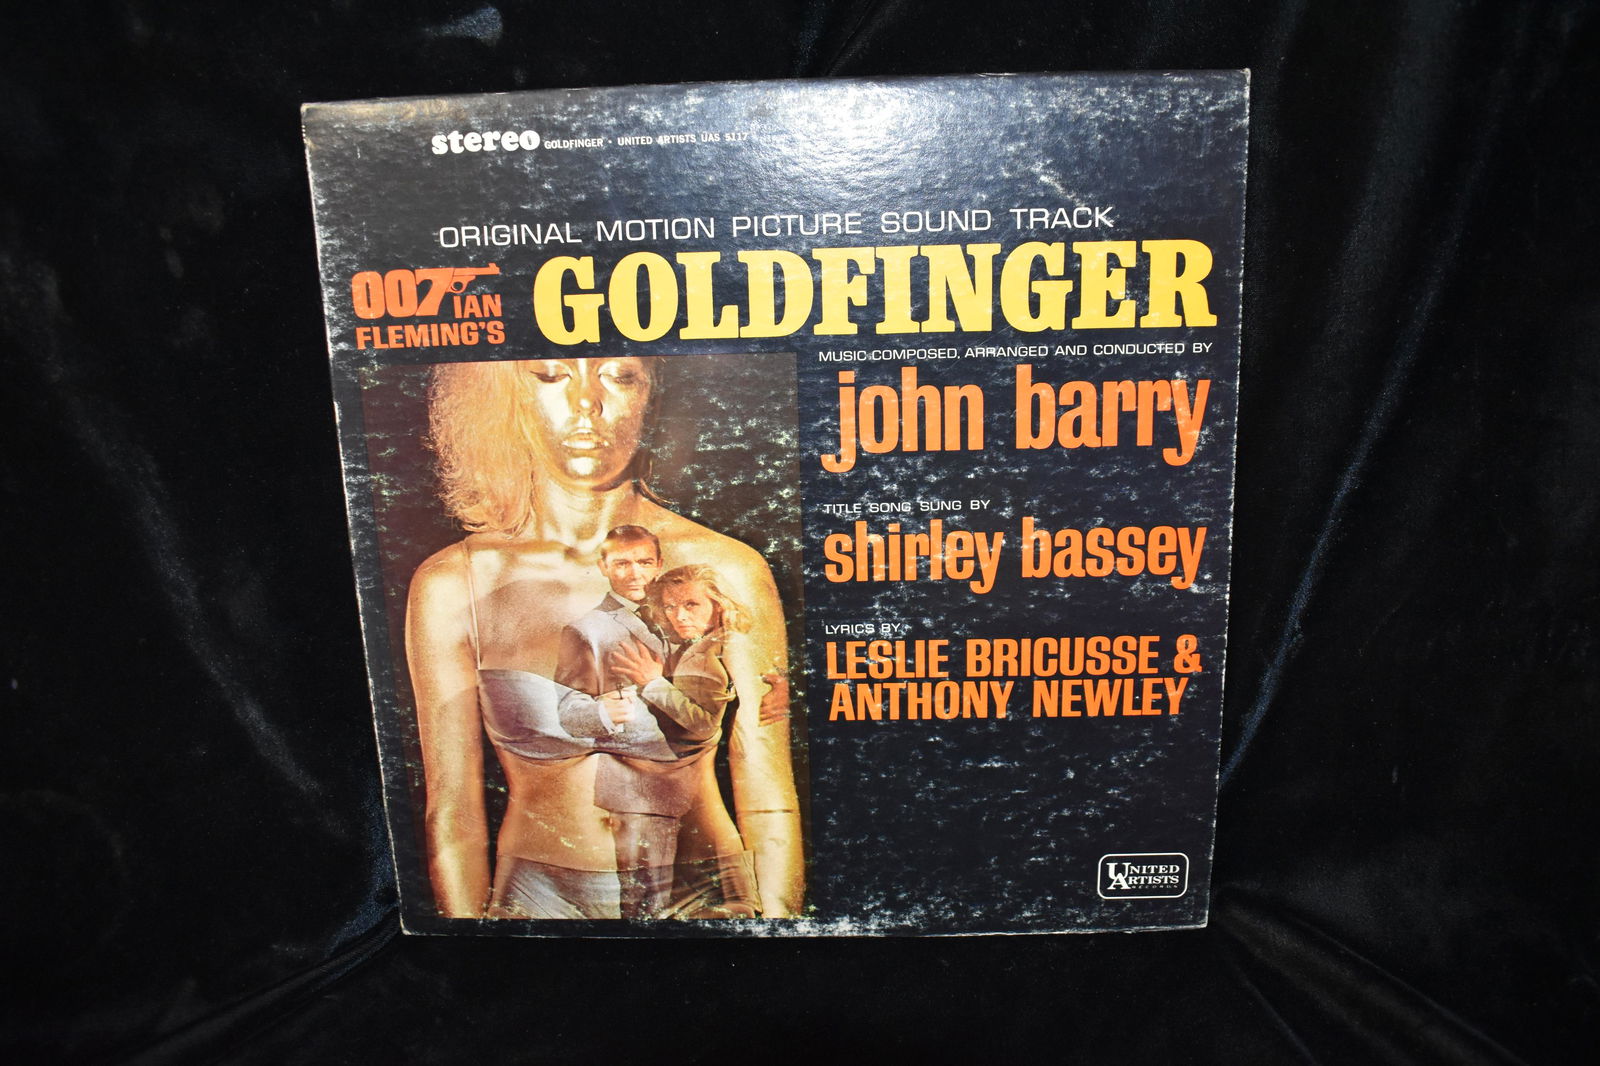 stereo GOLDFINGER • UNITED ARTISTS UAS 5117
ORIGINAL MOTION PICTURE SOUND TRACK
007 IAN
FLEMING'S
GOLDFINGER
MUSIC COMPOSED, ARRANGED AND CONDUCTED BY
john barry
TITLE SONG SUNG BY
shirley bassey
LYRICS BY
LESLIE BRICUSSE &
ANTHONY NEWLEY
UNITED
ARTISTS
RECORDS